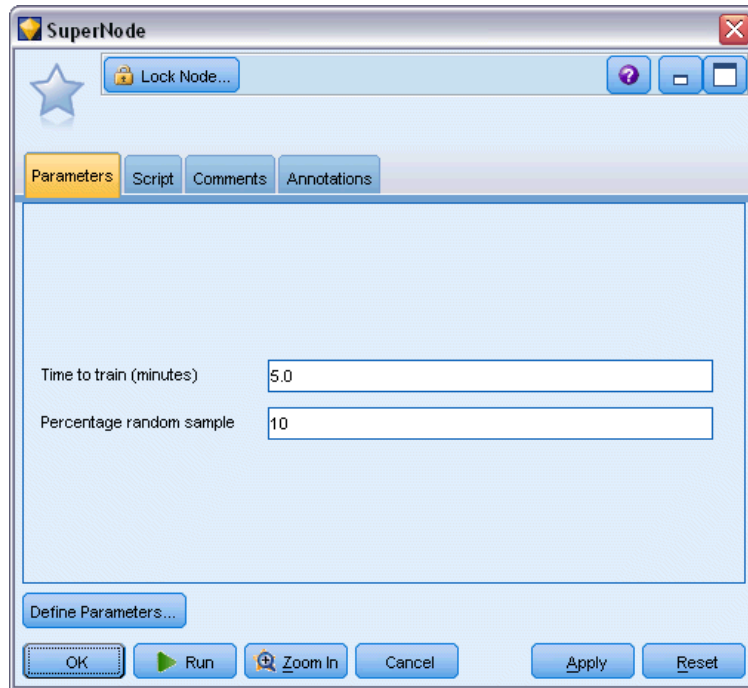 SuperNode
Lock Node...
?
Parameters Script Comments Annotations
Time to train (minutes) 5.0
Percentage random sample 10
Define Parameters...
OK Run Zoom In Cancel Apply Reset